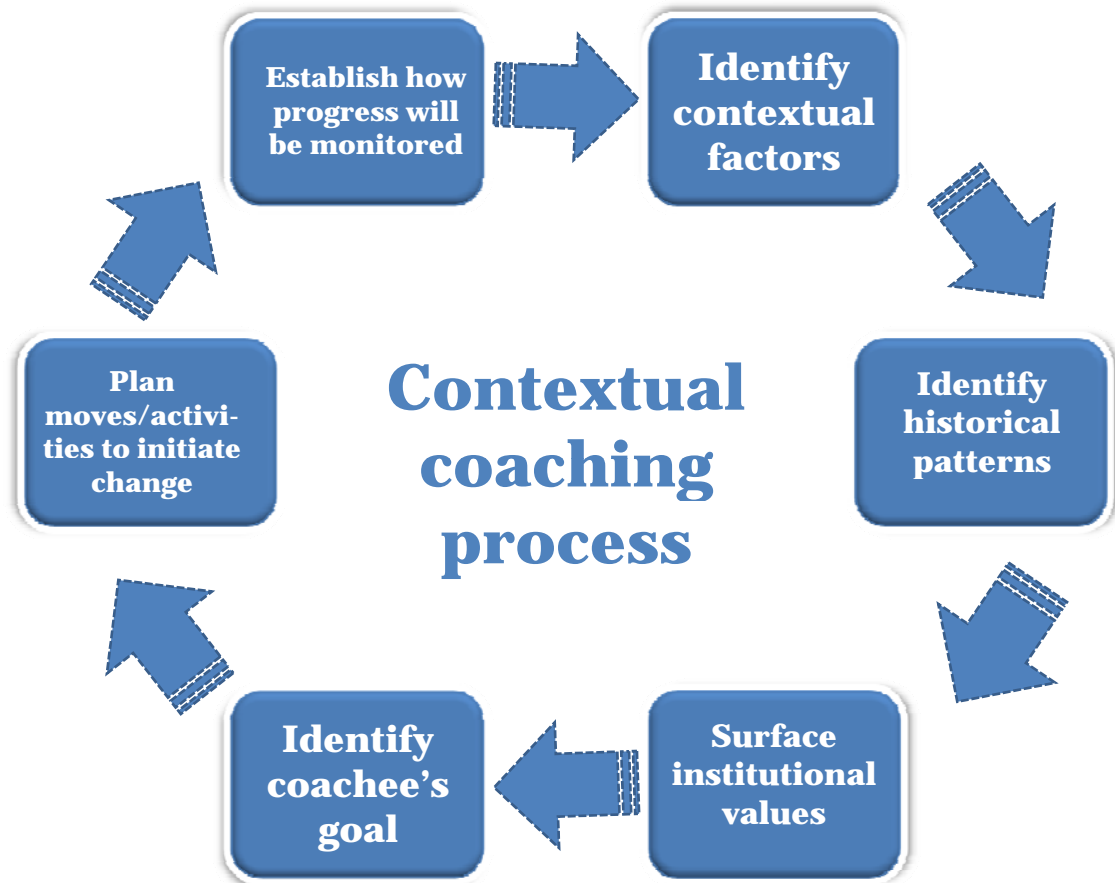 Establish how
progress will
be monitored
Identify
contextual
factors
Plan
moves/activi-
ties to initiate
change
Contextual
coaching
process
Identify
historical
patterns
Identify
coachee’s
goal
Surface
institutional
values